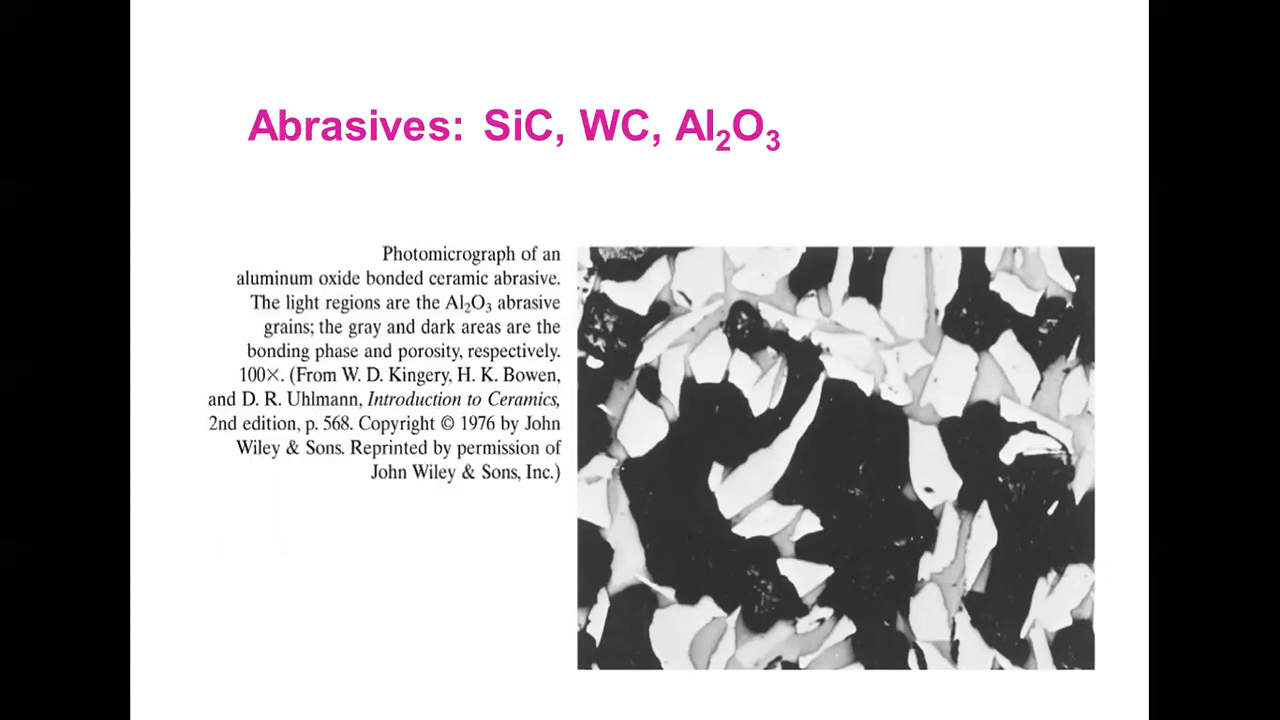 Abrasives: SiC, WC, Al₂O₃
Photomicrograph of an
aluminum oxide bonded ceramic abrasive.
The light regions are the Al₂O₃ abrasive
grains; the gray and dark areas are the
bonding phase and porosity, respectively.
100×. (From W. D. Kingery, H. K. Bowen,
and D. R. Uhlmann, Introduction to Ceramics,
2nd edition, p. 568. Copyright © 1976 by John
Wiley & Sons. Reprinted by permission of
John Wiley & Sons, Inc.)